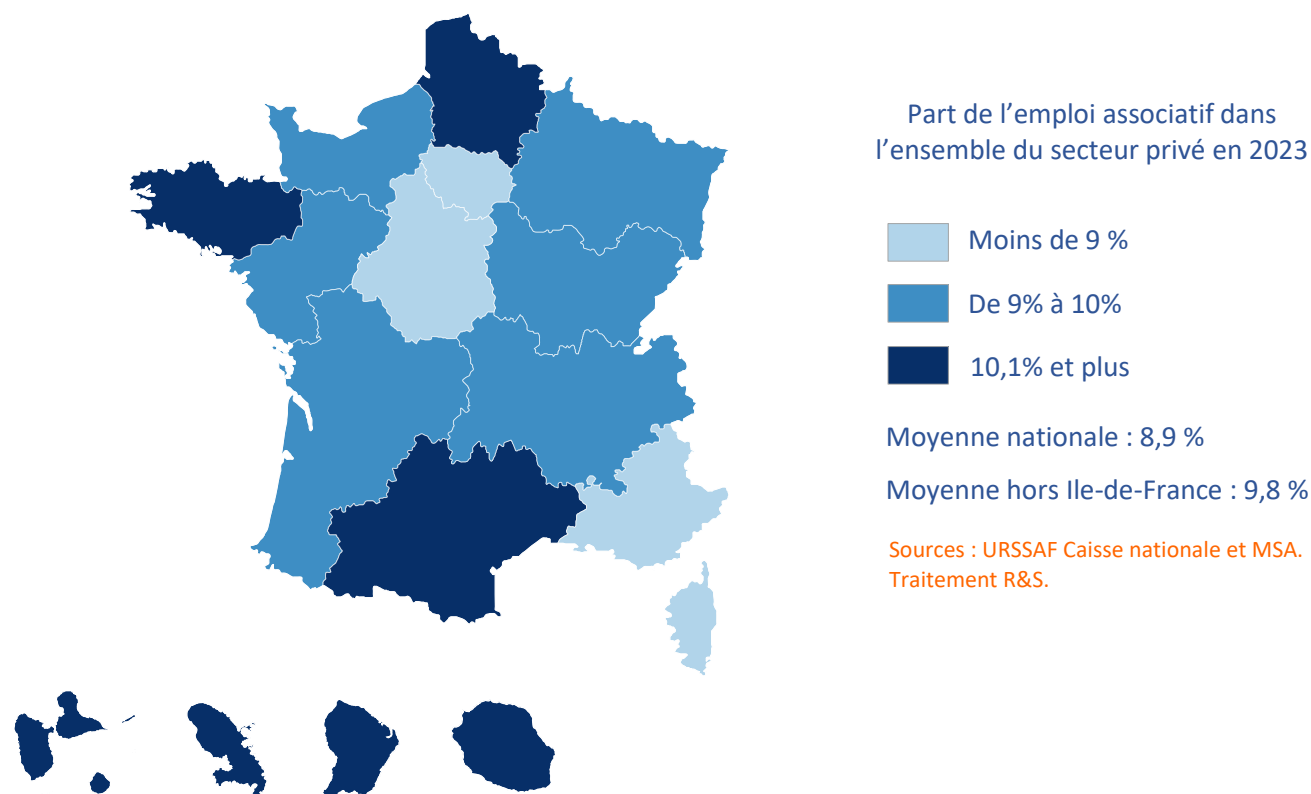 Part de l’emploi associatif dans
l’ensemble du secteur privé en 2023
Moins de 9 %
De 9% à 10%
10,1% et plus
Moyenne nationale : 8,9 %
Moyenne hors Ile-de-France : 9,8 %
Sources : URSSAF Caisse nationale et MSA.
Traitement R&S.